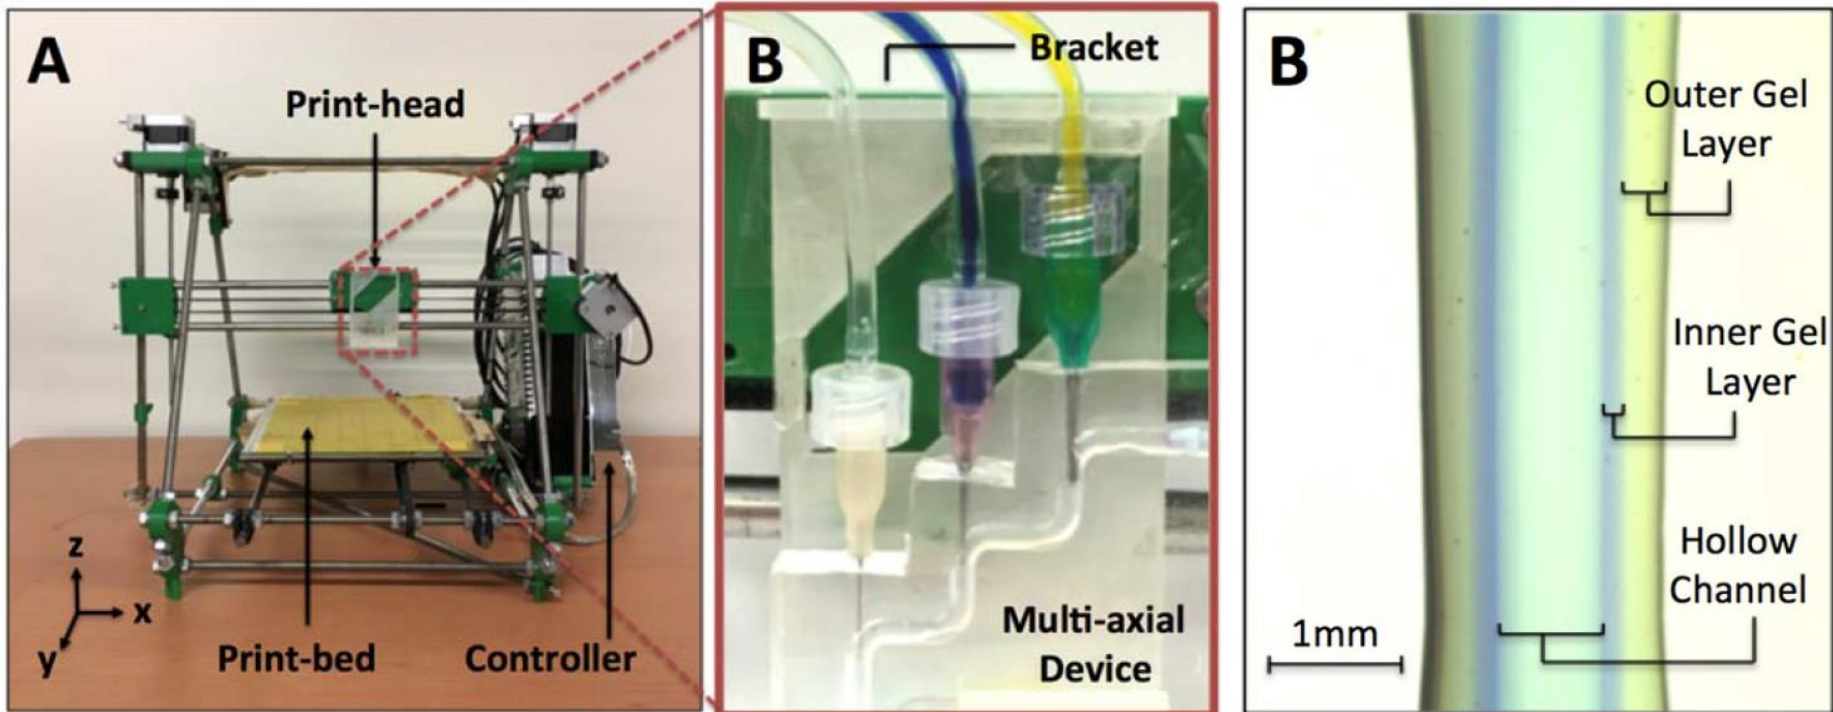 A
Print-head
z
x
y
Print-bed
Controller
B
Bracket
Multi-axial
Device
B
Outer Gel
Layer
Inner Gel
Layer
Hollow
Channel
1mm